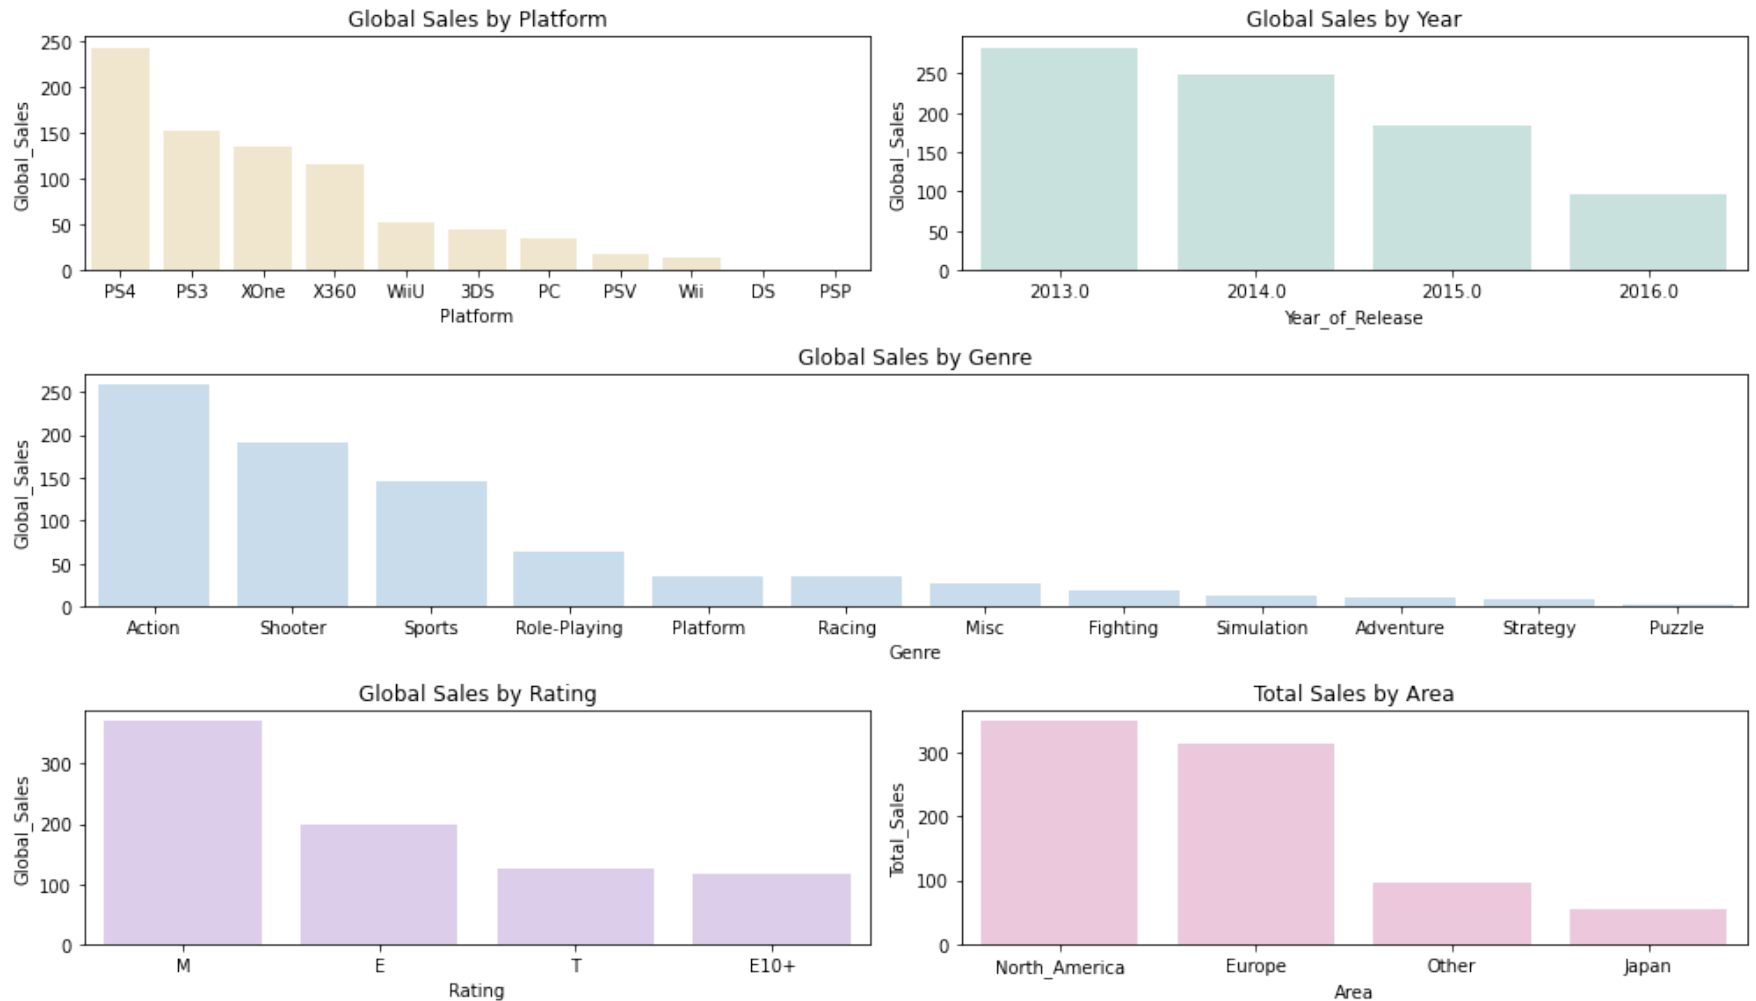 Global Sales by Platform
250
200
150
100
50
0
Global_Sales
PS4 PS3 XOne X360 WiiU 3DS PC PSV Wii DS PSP
Platform
Global Sales by Year
250
200
150
100
50
0
Global_Sales
2013.0 2014.0 2015.0 2016.0
Year_of_Release
Global Sales by Genre
250
200
150
100
50
0
Global_Sales
Action Shooter Sports Role-Playing Platform Racing Misc Fighting Simulation Adventure Strategy Puzzle
Genre
Global Sales by Rating
300
200
100
0
Global_Sales
M E T E10+
Rating
Total Sales by Area
300
200
100
0
Total_Sales
North_America Europe Other Japan
Area